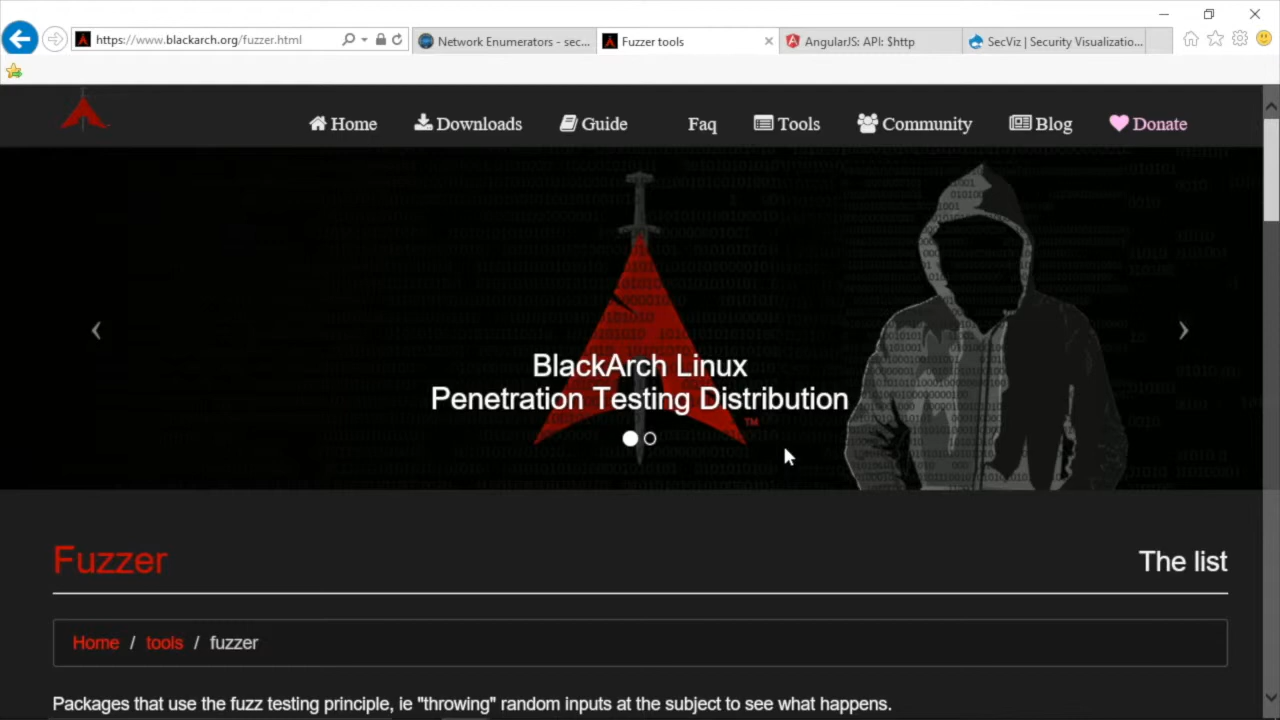 https://www.blackarch.org/fuzzer.html
Network Enumerators - sec...
Fuzzer tools
AngularJS: API: $http
SecViz | Security Visualizatio...
Home
Downloads
Guide
Faq
Tools
Community
Blog
Donate
BlackArch Linux
Penetration Testing Distribution
TM
Fuzzer
The list
Home / tools / fuzzer
Packages that use the fuzz testing principle, ie "throwing" random inputs at the subject to see what happens.